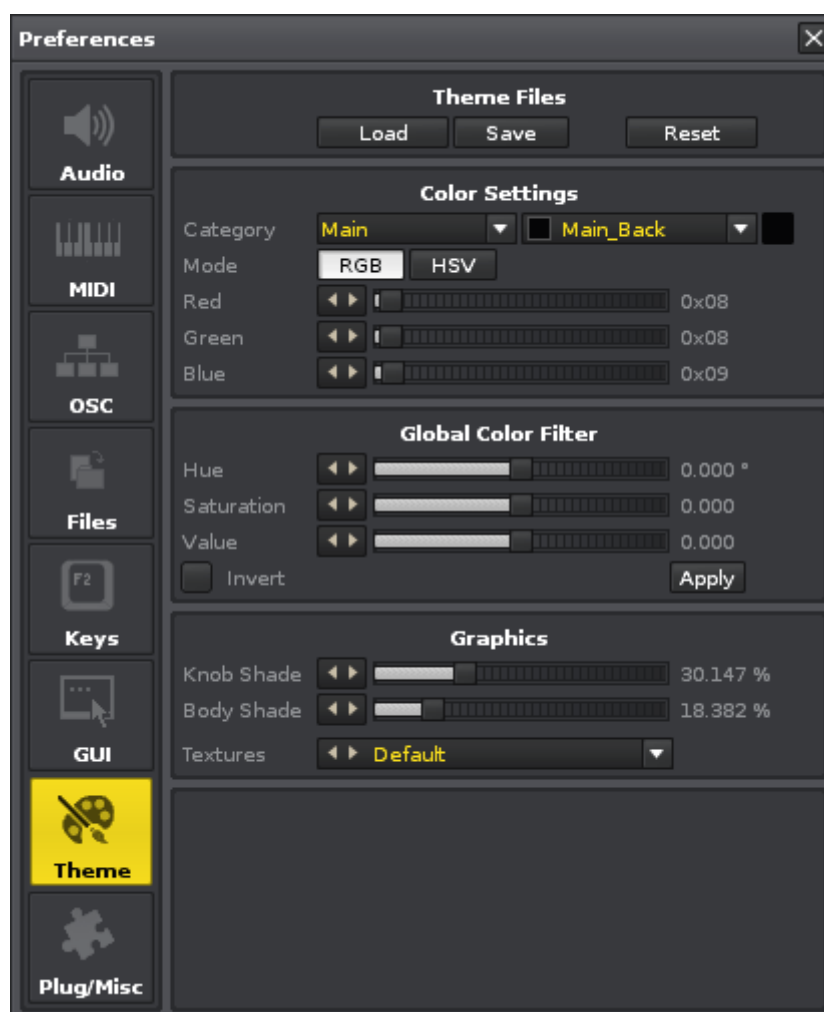 Preferences
Audio
MIDI
OSC
Files
F2
Keys
GUI
Theme
Plug/Misc
Theme Files
Load Save Reset
Color Settings
Category Main Main_Back
Mode RGB HSV
Red 0x08
Green 0x08
Blue 0x09
Global Color Filter
Hue 0.000 °
Saturation 0.000
Value 0.000
Invert Apply
Graphics
Knob Shade 30.147 %
Body Shade 18.382 %
Textures Default